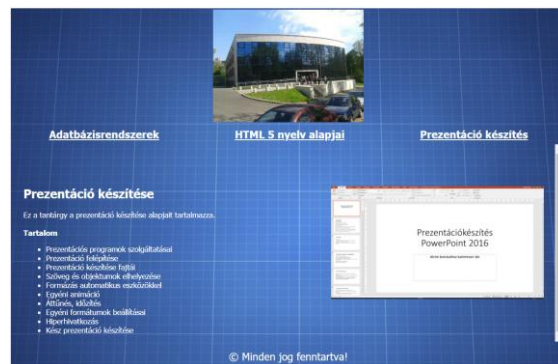 Adatbázisrendszerek
HTML 5 nyelv alapjai
Prezentáció készítés
Prezentáció készítése
Ez a tantárgy a prezentáció készítése alapjait tartalmazza.
Tartalom
Prezentációs programok szolgáltatásai
Prezentáció felépítése
Prezentáció készítése fajtái
Szöveg és objektumok elhelyezése
Formázás automatikus eszközökkel
Egyéni animáció
Áttűnés, időzítés
Egyéni formátumok beállításai
Hiperhivatkozás
Kész prezentáció készítése
Prezentációkészítés
PowerPoint 2016
© Minden jog fenntartva!